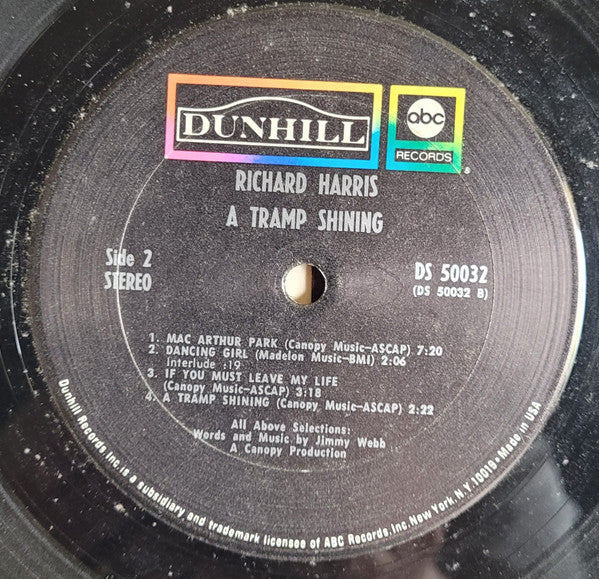 DUNHILL
abc
RECORDS
RICHARD HARRIS
A TRAMP SHINING
Side 2
STEREO
DS 50032
(DS 50032 B)
1. MAC ARTHUR PARK (Canopy Music-ASCAP) 7:20
2. DANCING GIRL (Madelon Music-BMI) 2:06
interlude :19
3. IF YOU MUST LEAVE MY LIFE
(Canopy Music-ASCAP) 3:18
4. A TRAMP SHINING (Canopy Music-ASCAP) 2:22
All Above Selections:
Words and Music by Jimmy Webb
A Canopy Production
Dunhill Records, Inc. is a subsidiary and trademark licensee of ABC Records, Inc. New York, N.Y. 10019 • Made in USA